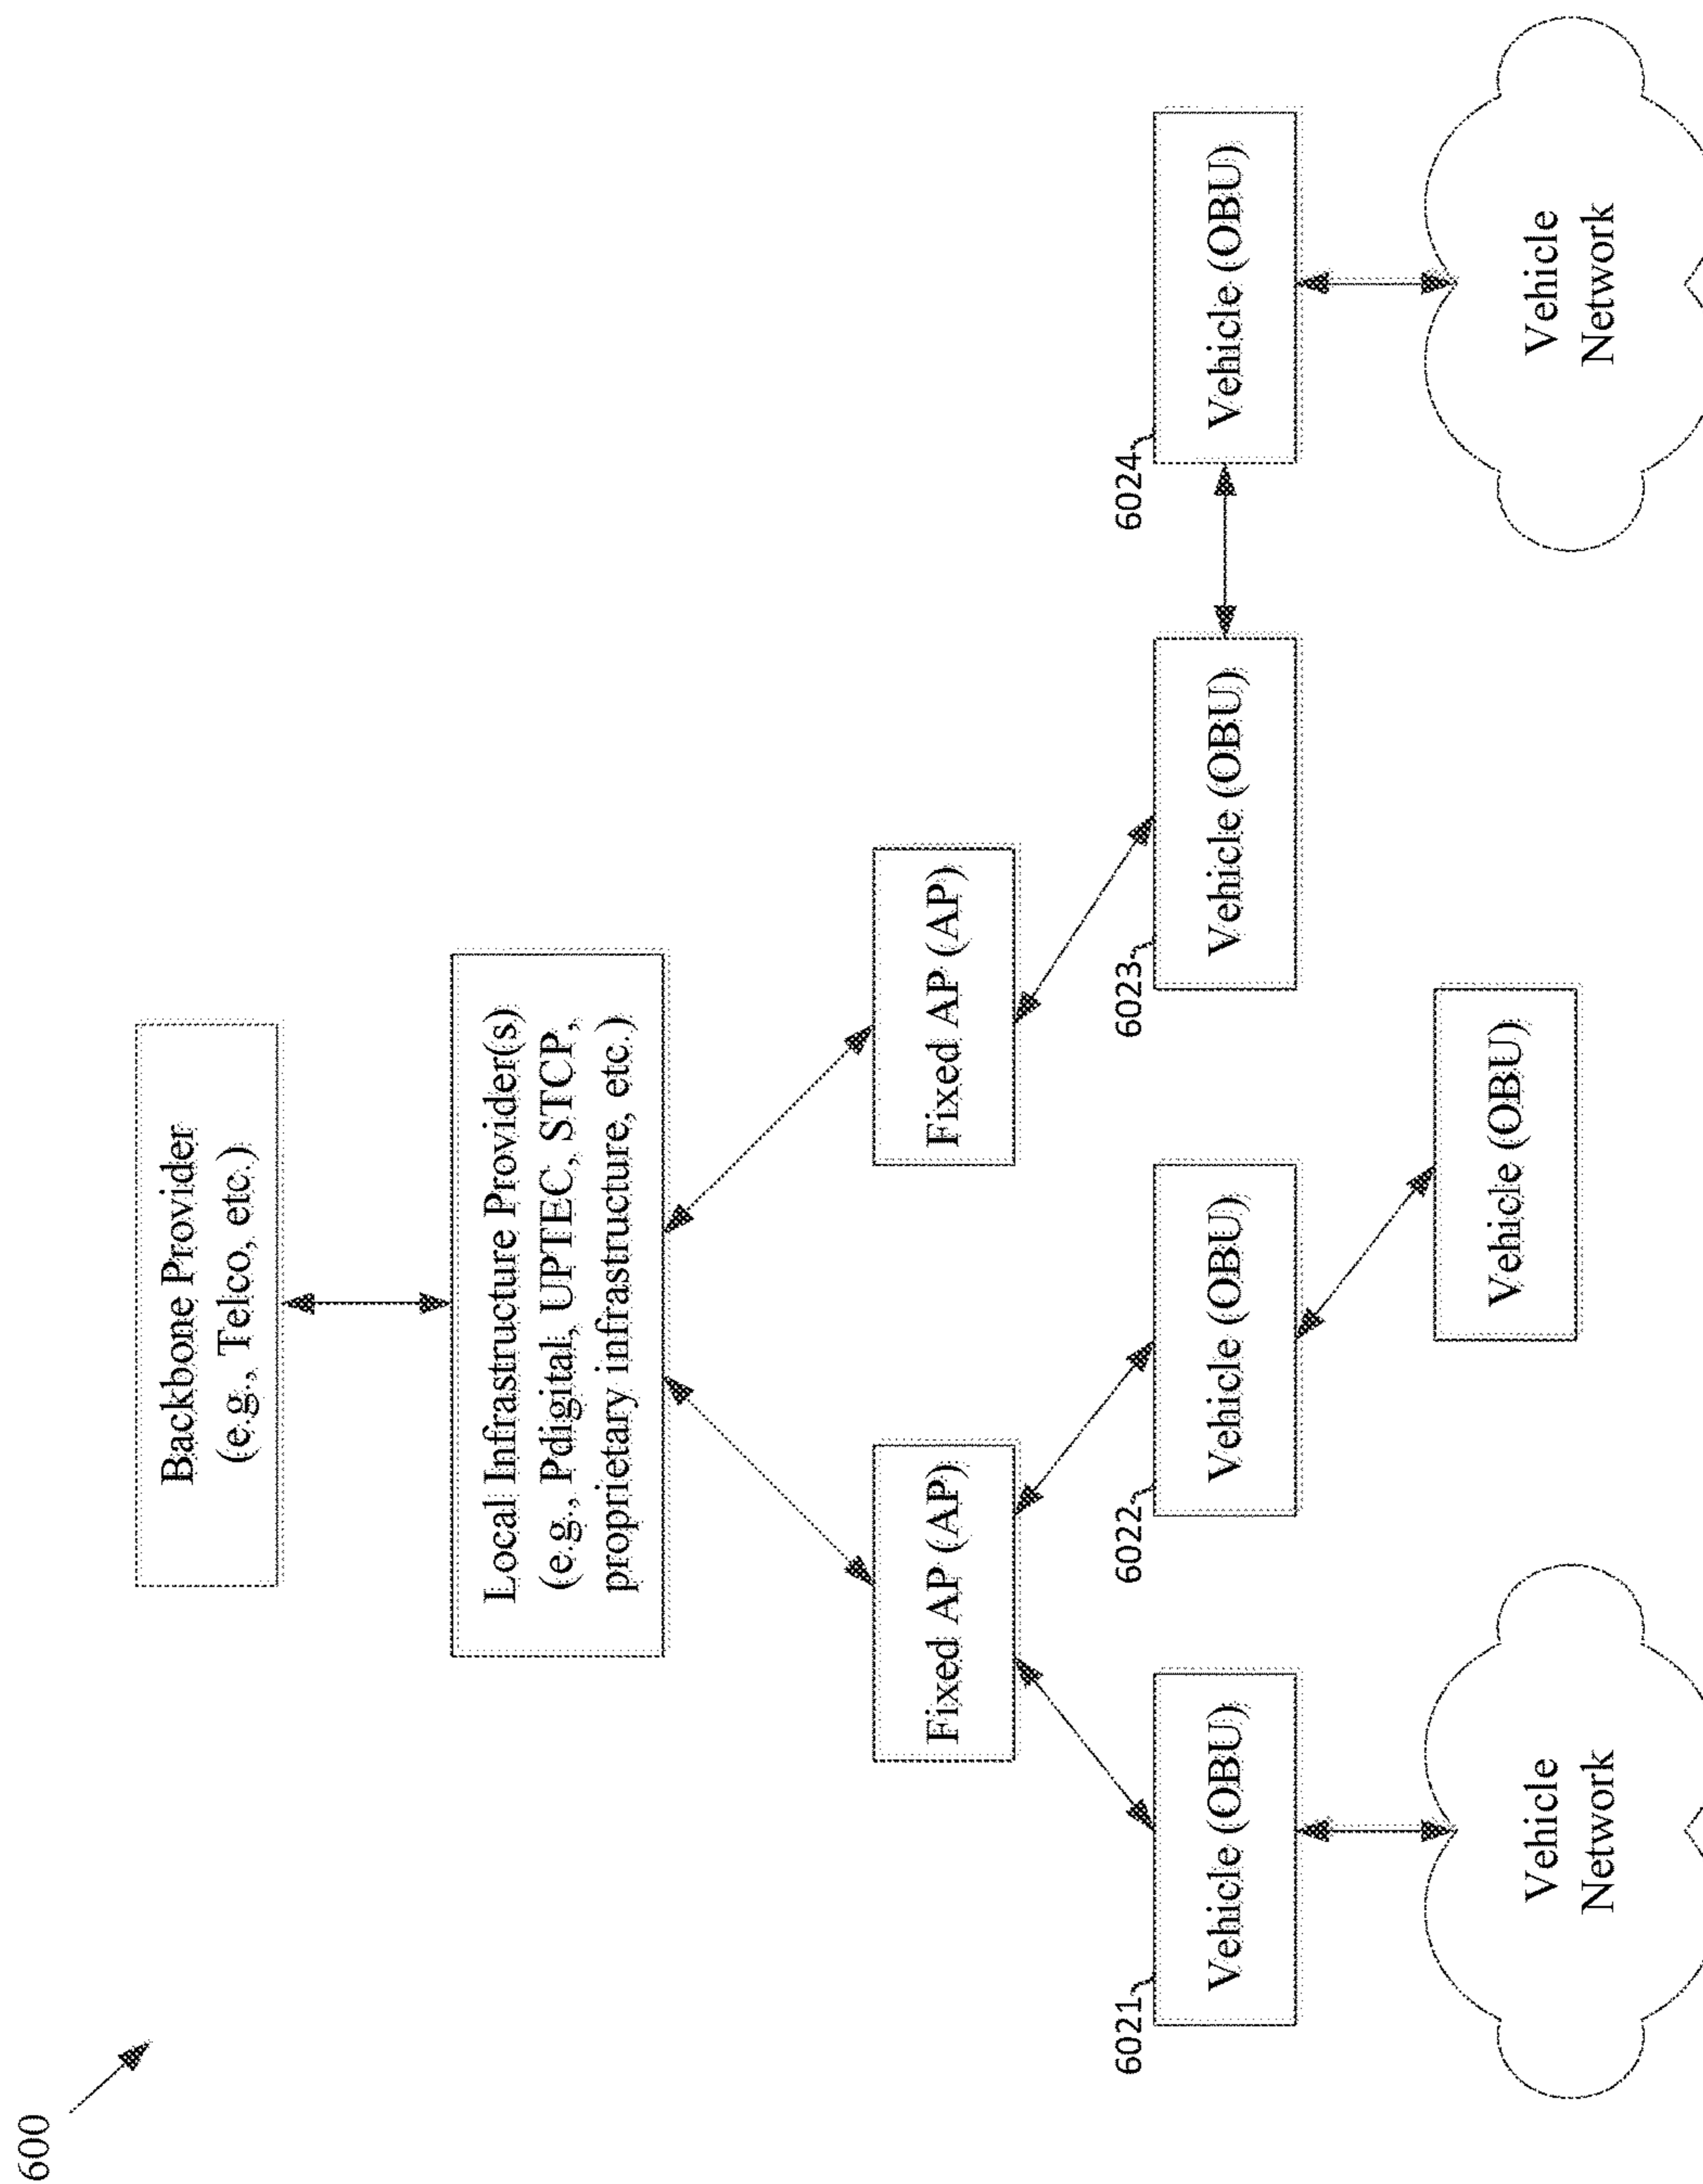 600
Backbone Provider
(e.g., Telco, etc.)
Local Infrastructure Provider(s)
(e.g., Pdigital, UPTEC, STCP,
proprietary infrastructure, etc.)
Fixed AP (AP)
Fixed AP (AP)
6021
Vehicle (OBU)
6022
Vehicle (OBU)
6023
Vehicle (OBU)
6024
Vehicle (OBU)
Vehicle
Network
Vehicle (OBU)
Vehicle
Network